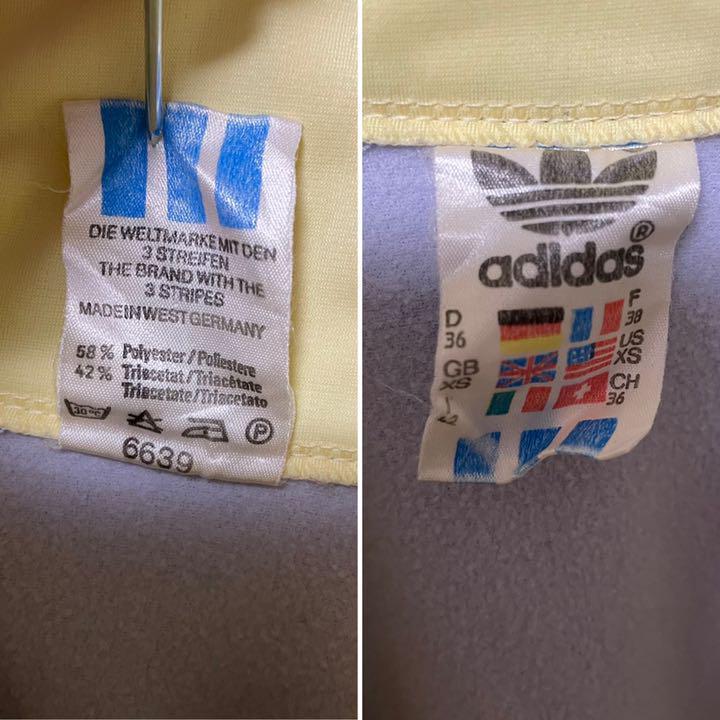 DIE WELTMARKE MIT DEN
3 STREIFEN
THE BRAND WITH THE
3 STRIPES
MADE IN WEST GERMANY
58 % Polyester/Poliestere
42 % Triacetat/Triacétate
Triacetate/Triacetato
30°C
P
6639
adidas®
D
36
F
38
GB
XS
US
XS
I
CH
36